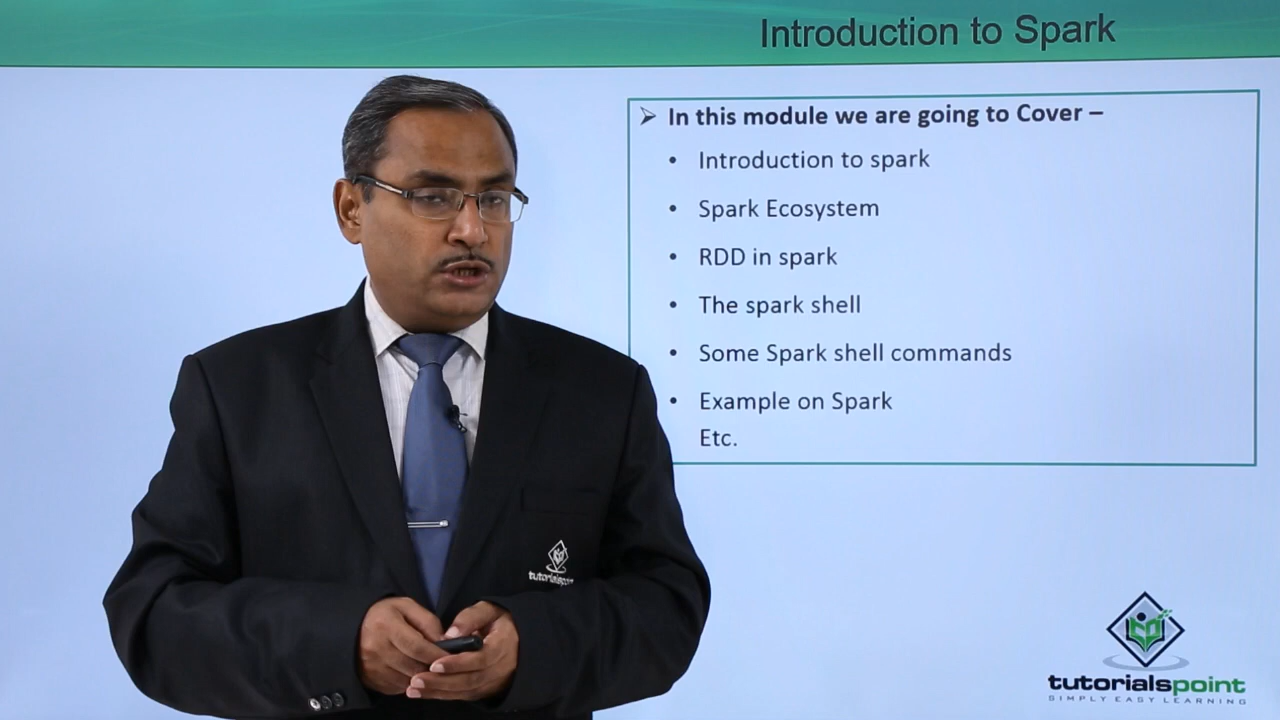 Introduction to Spark
➢ In this module we are going to Cover –
• Introduction to spark
• Spark Ecosystem
• RDD in spark
• The spark shell
• Some Spark shell commands
• Example on Spark
Etc.
tutorialspoint
tutorialspoint
SIMPLY EASY LEARNING